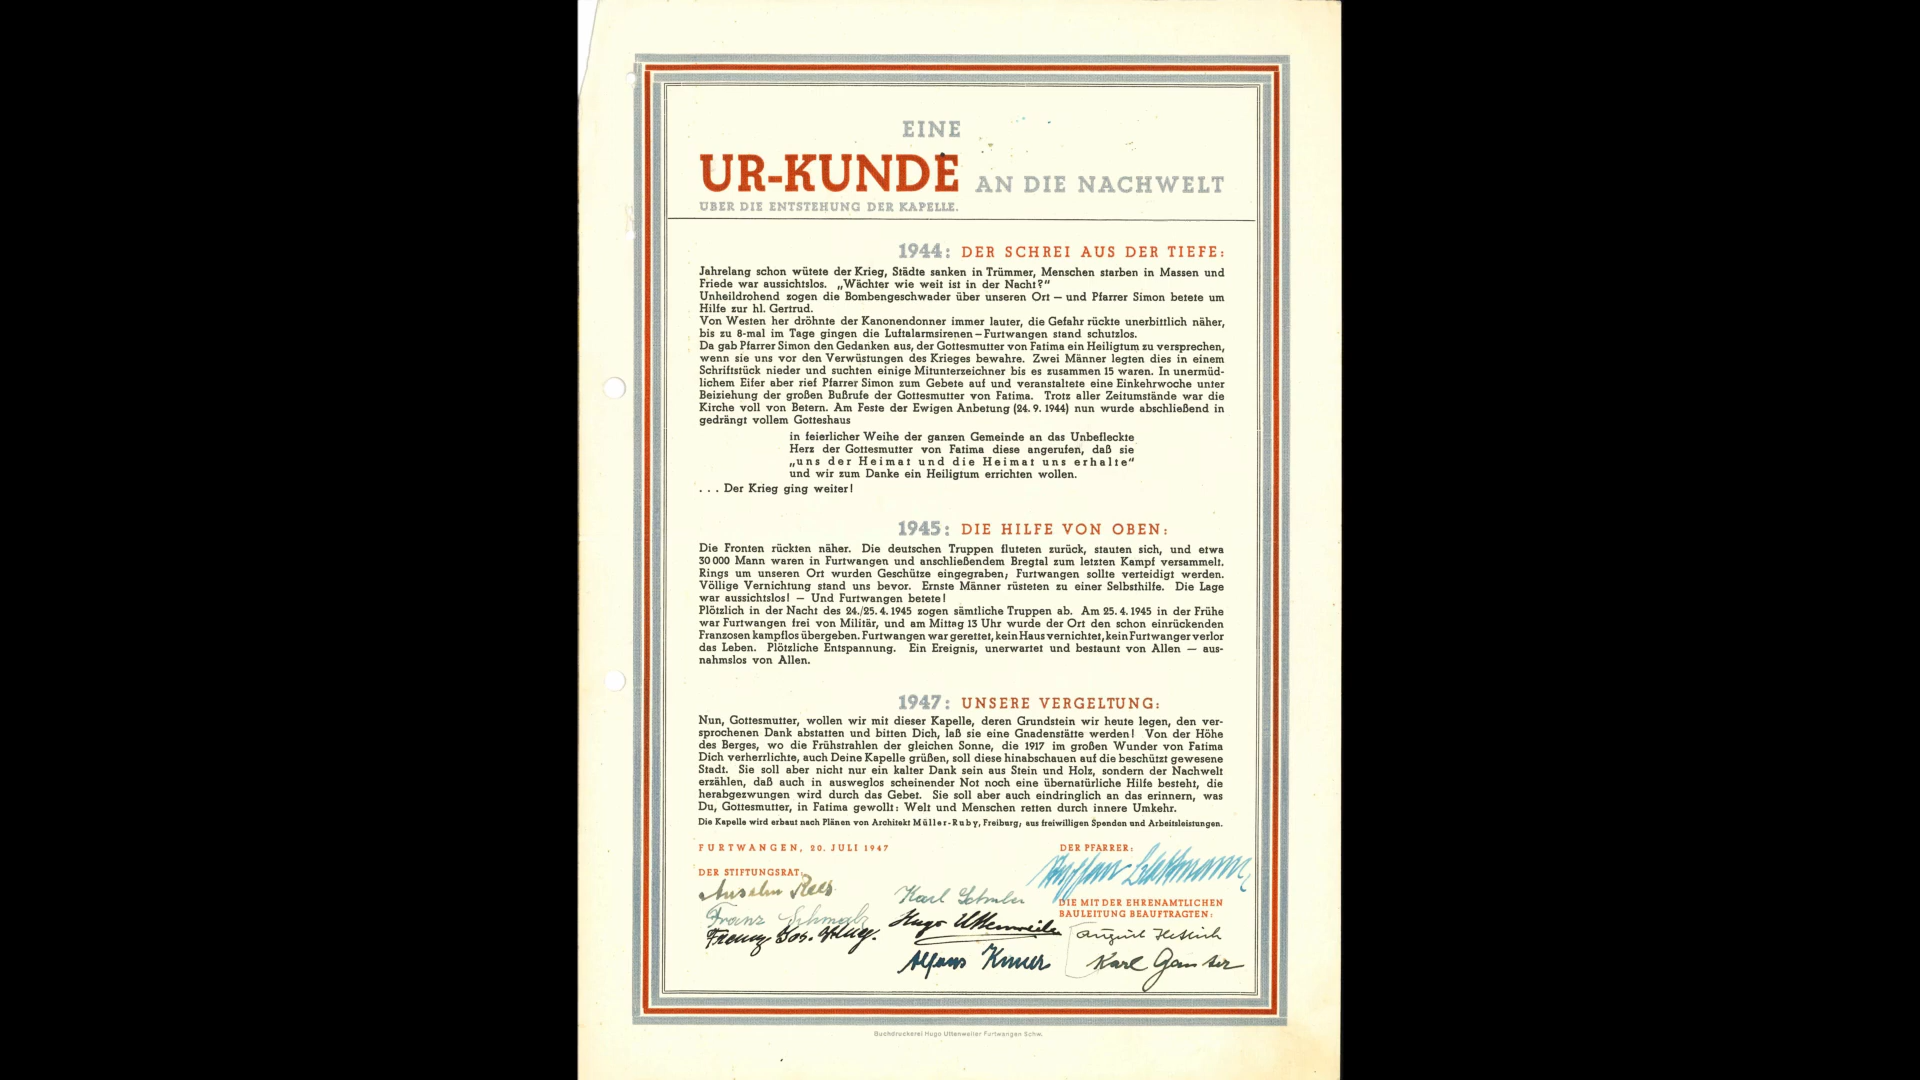 EINE
UR-KUNDE AN DIE NACHWELT
ÜBER DIE ENTSTEHUNG DER KAPELLE.
1944: DER SCHREI AUS DER TIEFE:
Jahrelang schon wütete der Krieg, Städte sanken in Trümmer, Menschen starben in Massen und
Friede war aussichtslos. „Wächter wie weit ist in der Nacht?"
Unheildrohend zogen die Bombengeschwader über unseren Ort — und Pfarrer Simon betete um
Hilfe zur hl. Gertrud.
Von Westen her dröhnte der Kanonendonner immer lauter, die Gefahr rückte unerbittlich näher,
bis zu 8-mal im Tage gingen die Luftalarmsirenen – Furtwangen stand schutzlos.
Da gab Pfarrer Simon den Gedanken aus, der Gottesmutter von Fatima ein Heiligtum zu versprechen,
wenn sie uns vor den Verwüstungen des Krieges bewahre. Zwei Männer legten dies in einem
Schriftstück nieder und suchten einige Mitunterzeichner bis es zusammen 15 waren. In unermüd-
lichem Eifer aber rief Pfarrer Simon zum Gebete auf und veranstaltete eine Einkehrwoche unter
Beiziehung der großen Bußrufe der Gottesmutter von Fatima. Trotz aller Zeitumstände war die
Kirche voll von Betern. Am Feste der Ewigen Anbetung (24. 9. 1944) nun wurde abschließend in
gedrängt vollem Gotteshaus
in feierlicher Weihe der ganzen Gemeinde an das Unbefleckte
Herz der Gottesmutter von Fatima diese angerufen, daß sie
„uns der Heimat und die Heimat uns erhalte"
und wir zum Danke ein Heiligtum errichten wollen.
. . . Der Krieg ging weiter!
1945: DIE HILFE VON OBEN:
Die Fronten rückten näher. Die deutschen Truppen fluteten zurück, stauten sich, und etwa
30 000 Mann waren in Furtwangen und anschließendem Bregtal zum letzten Kampf versammelt.
Rings um unseren Ort wurden Geschütze eingegraben; Furtwangen sollte verteidigt werden.
Völlige Vernichtung stand uns bevor. Ernste Männer rüsteten zu einer Selbsthilfe. Die Lage
war aussichtslos! — Und Furtwangen betete!
Plötzlich in der Nacht des 24./25. 4. 1945 zogen sämtliche Truppen ab. Am 25. 4. 1945 in der Frühe
war Furtwangen frei von Militär, und am Mittag 13 Uhr wurde der Ort den schon einrückenden
Franzosen kampflos übergeben. Furtwangen war gerettet, kein Haus vernichtet, kein Furtwanger verlor
das Leben. Plötzliche Entspannung. Ein Ereignis, unerwartet und bestaunt von Allen — aus-
nahmslos von Allen.
1947: UNSERE VERGELTUNG:
Nun, Gottesmutter, wollen wir mit dieser Kapelle, deren Grundstein wir heute legen, den ver-
sprochenen Dank abstatten und bitten Dich, laß sie eine Gnadenstätte werden! Von der Höhe
des Berges, wo die Frühstrahlen der gleichen Sonne, die 1917 im großen Wunder von Fatima
Dich verherrlichte, auch Deine Kapelle grüßen, soll diese hinabschauen auf die beschützt gewesene
Stadt. Sie soll aber nicht nur ein kalter Dank sein aus Stein und Holz, sondern der Nachwelt
erzählen, daß auch in ausweglos scheinender Not noch eine übernatürliche Hilfe besteht, die
herabgezwungen wird durch das Gebet. Sie soll aber auch eindringlich an das erinnern, was
Du, Gottesmutter, in Fatima gewollt: Welt und Menschen retten durch innere Umkehr.
Die Kapelle wird erbaut nach Plänen von Architekt Müller-Ruby, Freiburg; aus freiwilligen Spenden und Arbeitsleistungen.
FURTWANGEN, 20. JULI 1947
DER PFARRER:
DER STIFTUNGSRAT:
Anselm Rees
Karl
Franz Schmalz
Franz Jos. Hug.
Hugo Uttenweiler
Alfons
DIE MIT DER EHRENAMTLICHEN
BAULEITUNG BEAUFTRAGTEN:
August Hettich
Karl Ganter
Buchdruckerei Hugo Uttenweiler Furtwangen Schw.